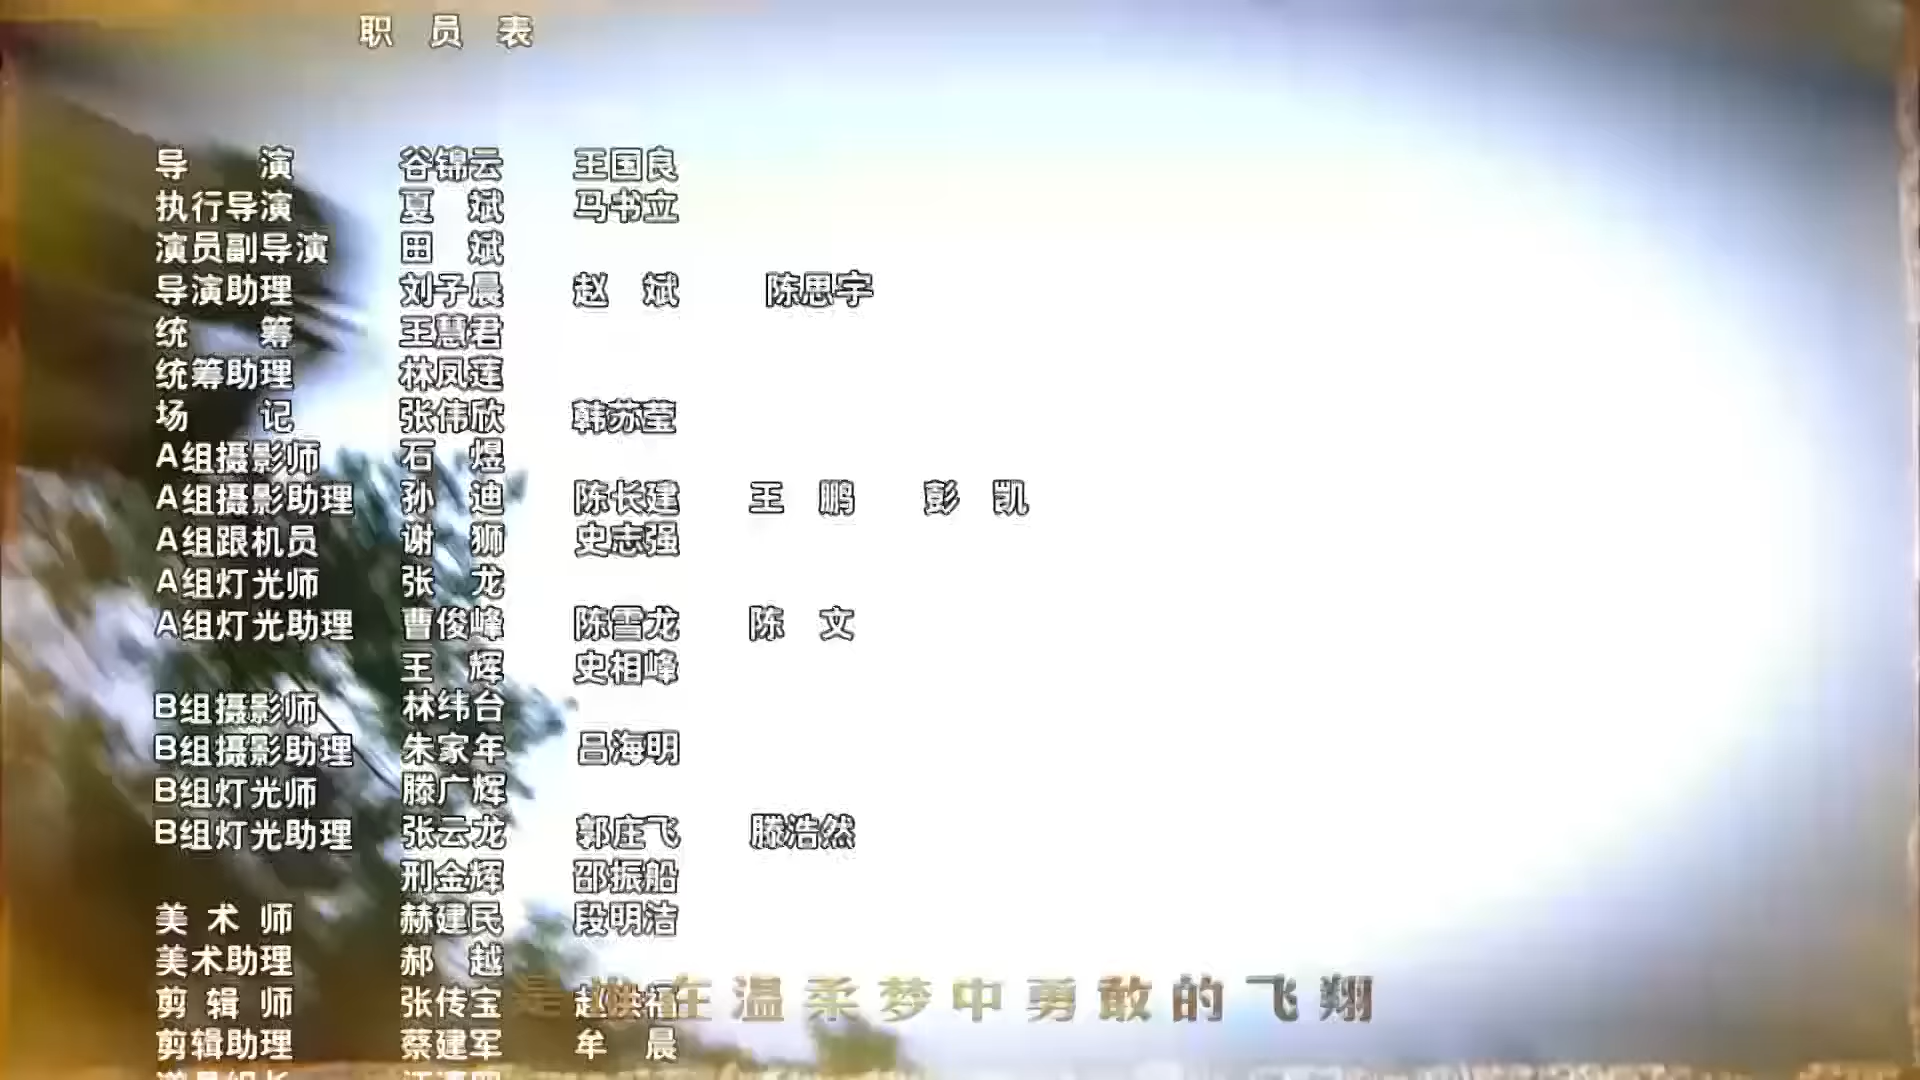 职 员 表
导 演 谷锦云 王国良
执行导演 夏 斌 马书立
演员副导演 田 斌
导演助理 刘子晨 赵 斌 陈思宇
统 筹 王慧君
统筹助理 林凤莲
场 记 张伟欣 韩苏莹
A组摄影师 石 煜
A组摄影助理 孙 迪 陈长建 王 鹏 彭 凯
A组跟机员 谢 狮 史志强
A组灯光师 张 龙
A组灯光助理 曹俊峰 陈雪龙 陈 文
王 辉 史相峰
B组摄影师 林纬台
B组摄影助理 朱家年 吕海明
B组灯光师 滕广辉
B组灯光助理 张云龙 郭庄飞 滕浩然
刑金辉 邵振船
美 术 师 赫建民 段明洁
美术助理 郝 越
剪 辑 师 张传宝 赵洪福
是 在温柔梦中勇敢的飞翔
剪辑助理 蔡建军 牟 晨